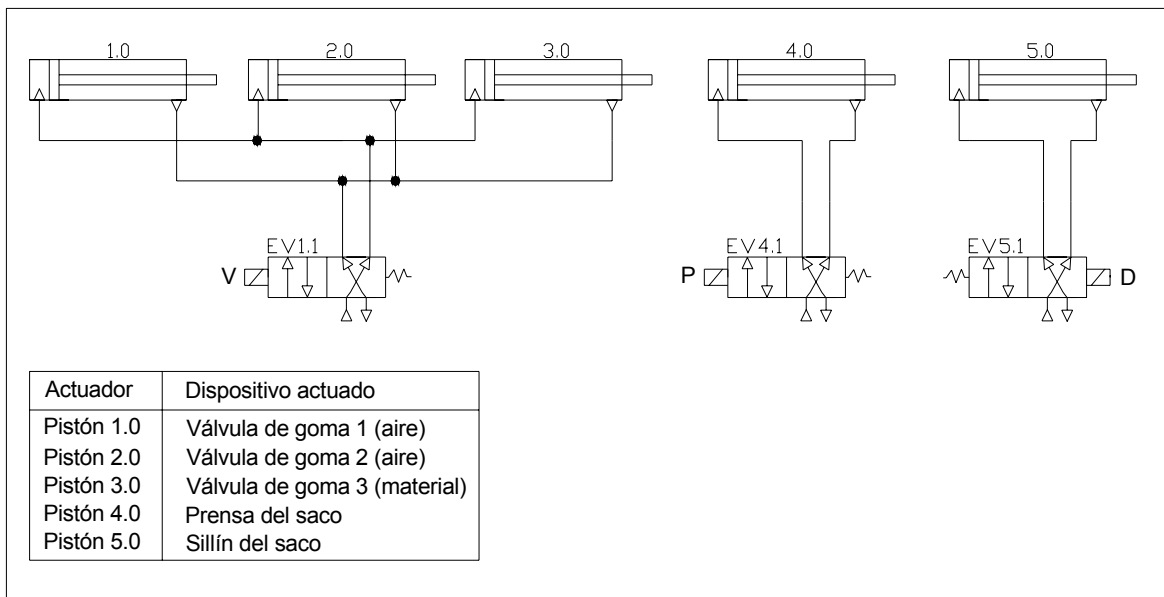 1.0 2.0 3.0 4.0 5.0
EV1.1 EV4.1 EV5.1
V P D
Actuador Dispositivo actuado
Pistón 1.0 Válvula de goma 1 (aire)
Pistón 2.0 Válvula de goma 2 (aire)
Pistón 3.0 Válvula de goma 3 (material)
Pistón 4.0 Prensa del saco
Pistón 5.0 Sillín del saco